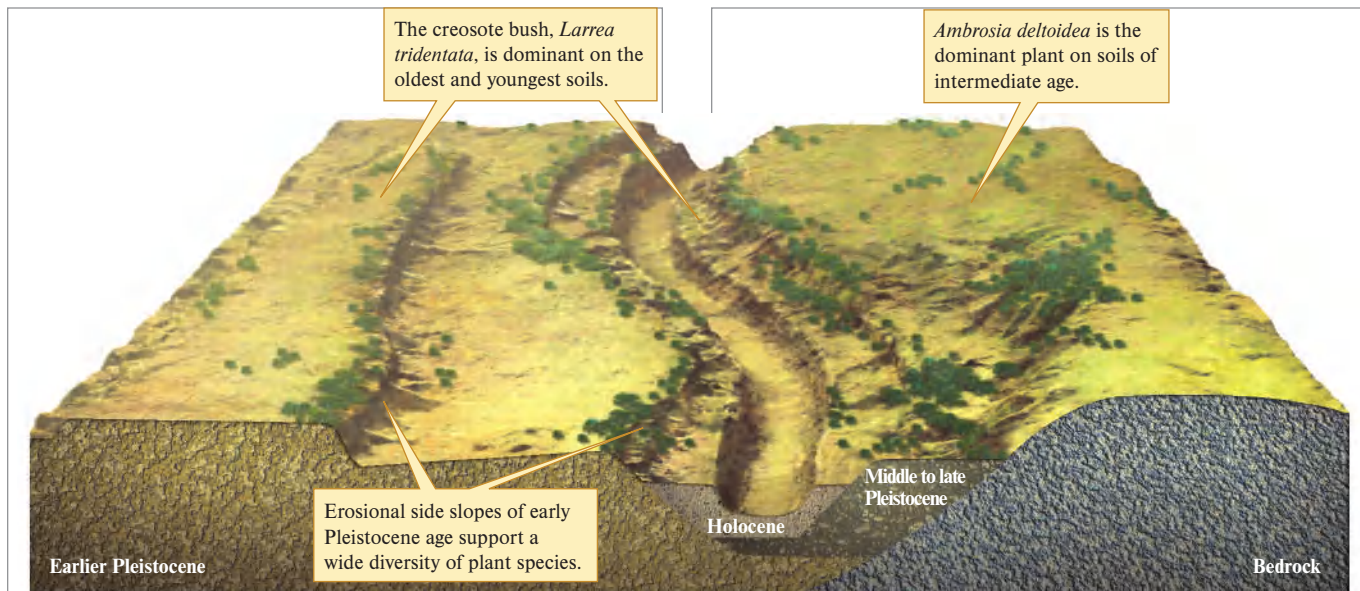 The creosote bush, Larrea
tridentata, is dominant on the
oldest and youngest soils.
Ambrosia deltoidea is the
dominant plant on soils of
intermediate age.
Erosional side slopes of early
Pleistocene age support a
wide diversity of plant species.
Middle to late
Pleistocene
Holocene
Earlier Pleistocene
Bedrock